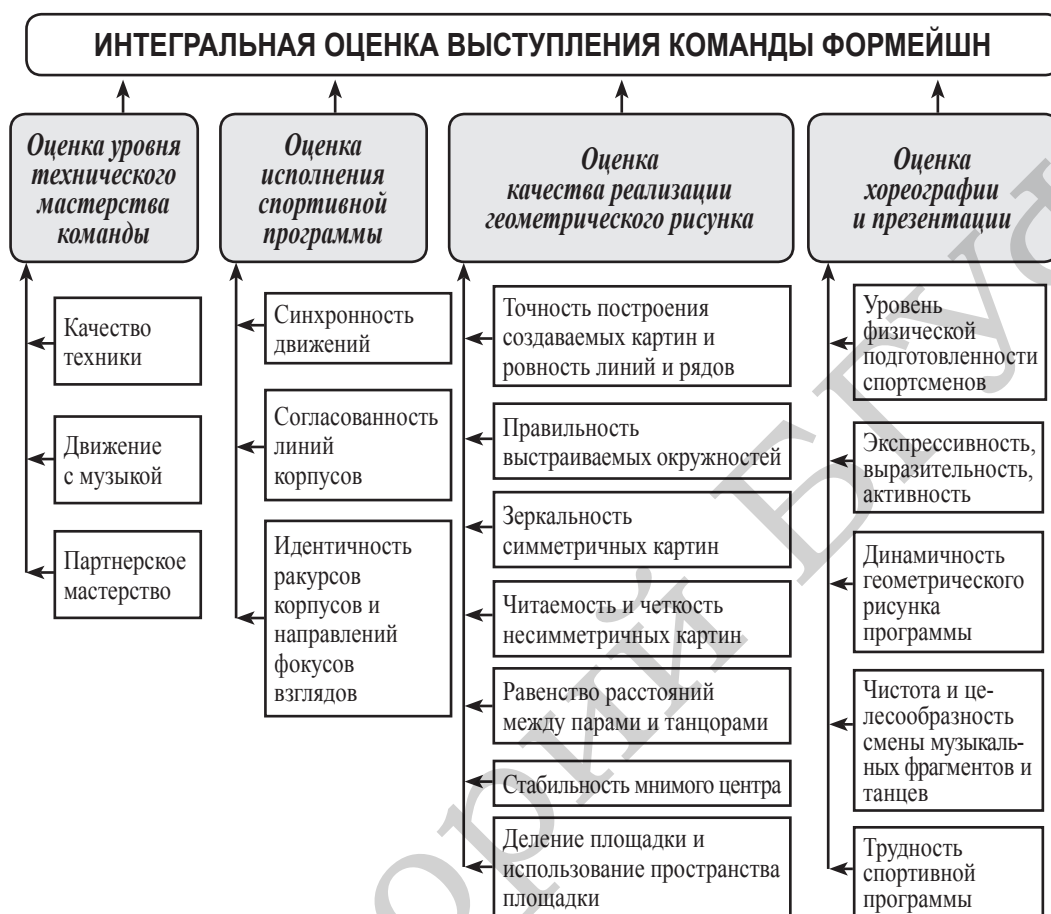 ИНТЕГРАЛЬНАЯ ОЦЕНКА ВЫСТУПЛЕНИЯ КОМАНДЫ ФОРМЕЙШН
Оценка уровня
технического
мастерства
команды
Качество
техники
Движение
с музыкой
Партнерское
мастерство
Оценка
исполнения
спортивной
программы
Синхронность
движений
Согласованность
линий
корпусов
Идентичность
ракурсов
корпусов и
направлений
фокусов
взглядов
Оценка
качества реализации
геометрического рисунка
Точность построения
создаваемых картин и
ровность линий и рядов
Правильность
выстраиваемых окружностей
Зеркальность
симметричных картин
Читаемость и четкость
несимметричных картин
Равенство расстояний
между парами и танцорами
Стабильность мнимого центра
Деление площадки и
использование пространства
площадки
Оценка
хореографии
и презентации
Уровень
физической
подготовленности
спортсменов
Экспрессивность,
выразительность,
активность
Динамичность
геометрического
рисунка
программы
Чистота и це-
лесообразность
смены музыкаль-
ных фрагментов и
танцев
Трудность
спортивной
программы